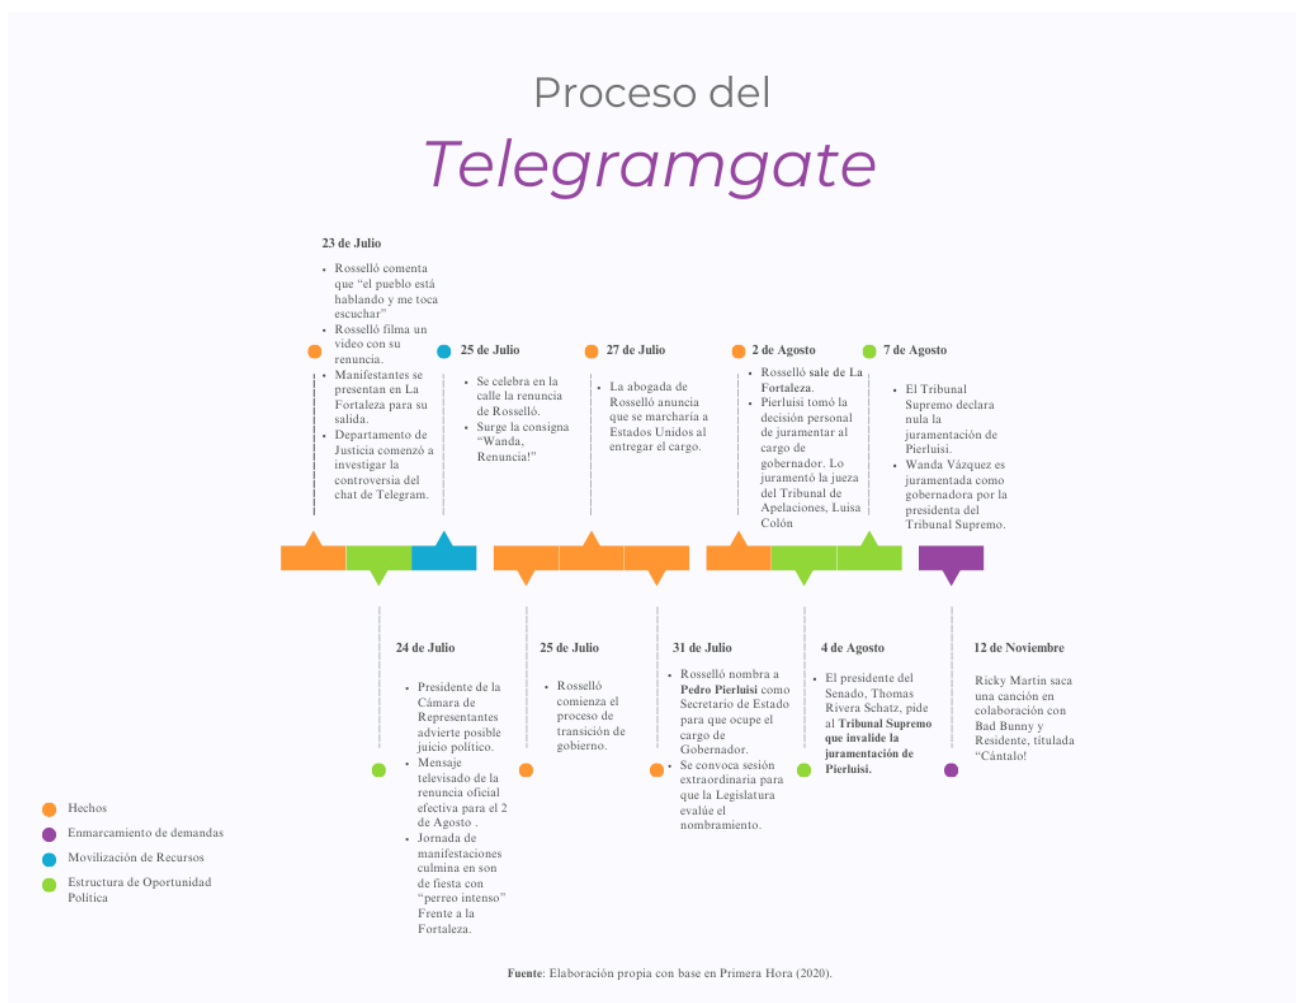 Proceso del
Telegramgate
23 de Julio
• Rosselló comenta
que “el pueblo está
hablando y me toca
escuchar”
• Rosselló filma un
video con su
renuncia.
• Manifestantes se
presentan en La
Fortaleza para su
salida.
• Departamento de
Justicia comenzó a
investigar la
controversia del
chat de Telegram.
25 de Julio
• Se celebra en la
calle la renuncia
de Rosselló.
• Surge la consigna
“Wanda,
Renuncia!”
27 de Julio
• La abogada de
Rosselló anuncia
que se marcharía a
Estados Unidos al
entregar el cargo.
2 de Agosto
• Rosselló sale de La
Fortaleza.
• Pierluisi tomó la
decisión personal
de juramentar al
cargo de
gobernador. Lo
juramentó la jueza
del Tribunal de
Apelaciones, Luisa
Colón
7 de Agosto
• El Tribunal
Supremo declara
nula la
juramentación de
Pierluisi.
• Wanda Vázquez es
juramentada como
gobernadora por la
presidenta del
Tribunal Supremo.
24 de Julio
• Presidente de la
Cámara de
Representantes
advierte posible
juicio político.
• Mensaje
televisado de la
renuncia oficial
efectiva para el 2
de Agosto .
• Jornada de
manifestaciones
culmina en son
de fiesta con
“perreo intenso”
Frente a la
Fortaleza.
25 de Julio
• Rosselló
comienza el
proceso de
transición de
gobierno.
31 de Julio
• Rosselló nombra a
Pedro Pierluisi como
Secretario de Estado
para que ocupe el
cargo de
Gobernador.
• Se convoca sesión
extraordinaria para
que la Legislatura
evalúe el
nombramiento.
4 de Agosto
• El presidente del
Senado, Thomas
Rivera Schatz, pide
al Tribunal Supremo
que invalide la
juramentación de
Pierluisi.
12 de Noviembre
Ricky Martin saca
una canción en
colaboración con
Bad Bunny y
Residente, titulada
“Cántalo!
Hechos
Enmarcamiento de demandas
Movilización de Recursos
Estructura de Oportunidad
Política
Fuente: Elaboración propia con base en Primera Hora (2020).